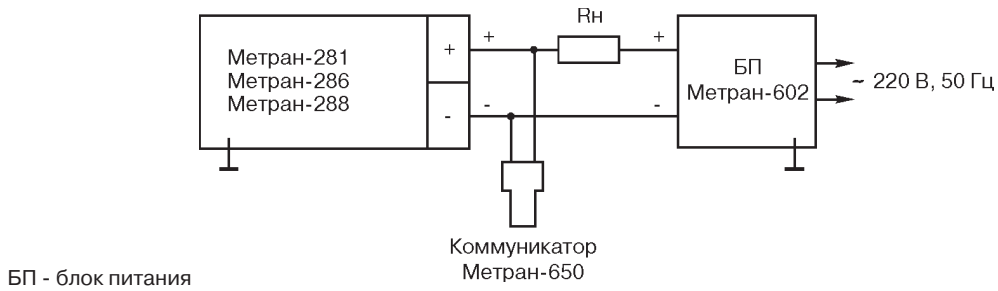 Rн
Метран-281
Метран-286
Метран-288
+
-
+
-
+
-
БП
Метран-602
~ 220 В, 50 Гц
Коммуникатор
Метран-650
БП - блок питания